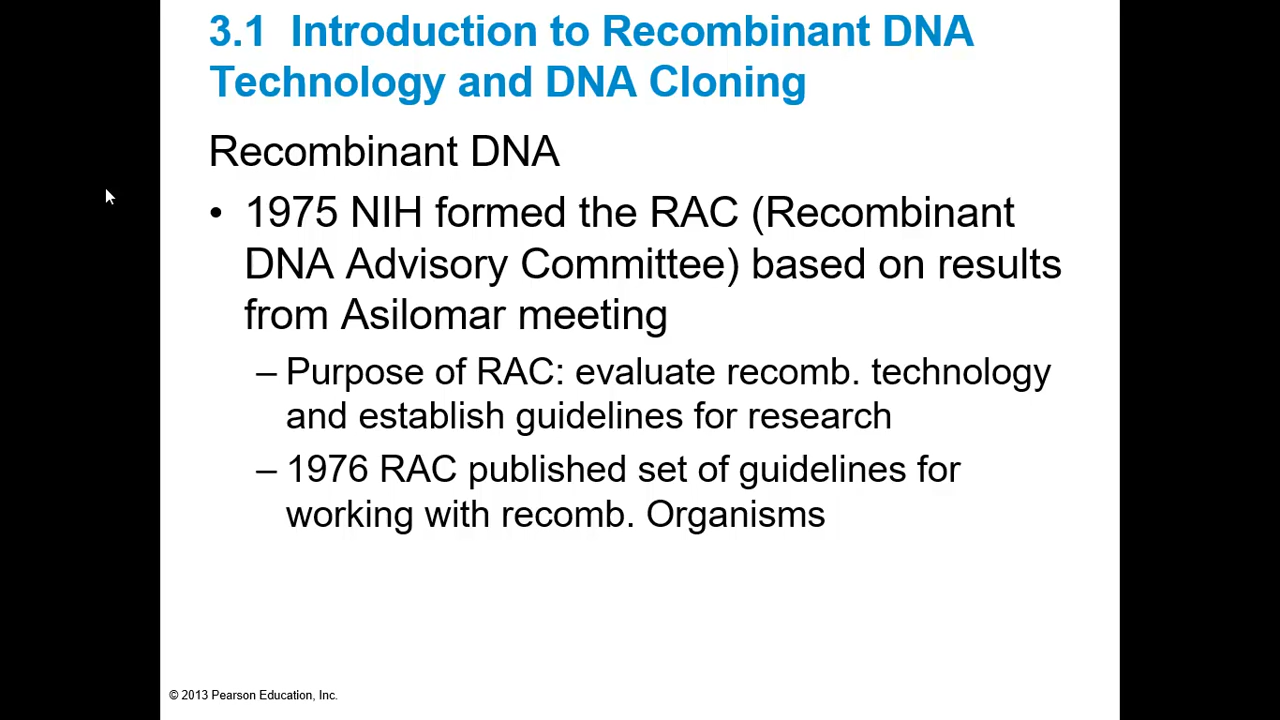 3.1 Introduction to Recombinant DNA
Technology and DNA Cloning
Recombinant DNA
• 1975 NIH formed the RAC (Recombinant
DNA Advisory Committee) based on results
from Asilomar meeting
– Purpose of RAC: evaluate recomb. technology
and establish guidelines for research
– 1976 RAC published set of guidelines for
working with recomb. Organisms
© 2013 Pearson Education, Inc.